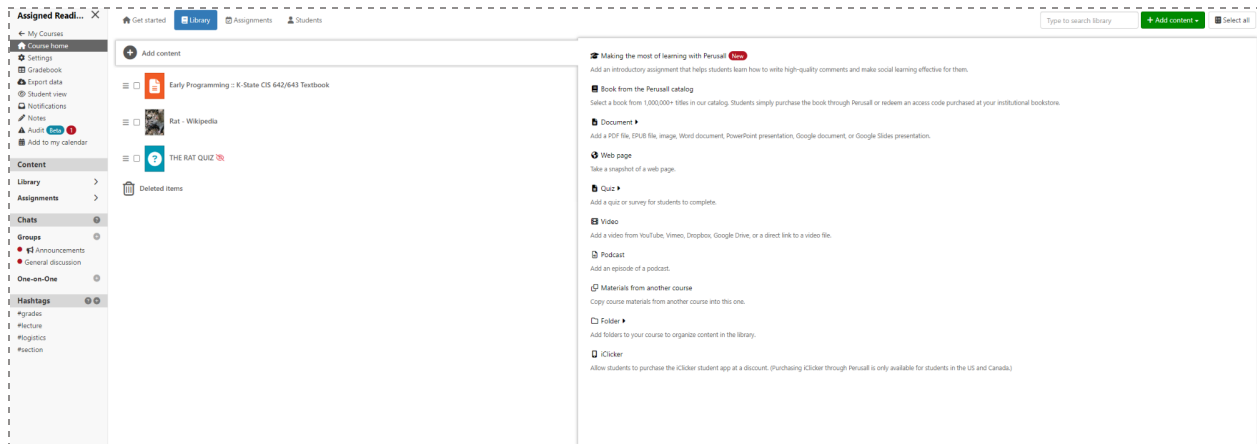 Assigned Readi...
← My Courses
Course home
Settings
Gradebook
Export data
Student view
Notifications
Notes
Audit Beta 1
Add to my calendar
Content
Library
Assignments
Chats
Groups
Announcements
General discussion
One-on-One
Hashtags
#grades
#lecture
#logistics
#section
Get started Library Assignments Students
Type to search library + Add content Select all
Add content
Early Programming :: K-State CIS 642/643 Textbook
Rat - Wikipedia
THE RAT QUIZ
Deleted items
Making the most of learning with Perusall New
Add an introductory assignment that helps students learn how to write high-quality comments and make social learning effective for them.
Book from the Perusall catalog
Select a book from 1,000,000+ titles in our catalog. Students simply purchase the book through Perusall or redeem an access code purchased at your institutional bookstore.
Document
Add a PDF file, EPUB file, image, Word document, PowerPoint presentation, Google document, or Google Slides presentation.
Web page
Take a snapshot of a web page.
Quiz
Add a quiz or survey for students to complete.
Video
Add a video from YouTube, Vimeo, Dropbox, Google Drive, or a direct link to a video file.
Podcast
Add an episode of a podcast.
Materials from another course
Copy course materials from another course into this one.
Folder
Add folders to your course to organize content in the library.
iClicker
Allow students to purchase the iClicker student app at a discount. (Purchasing iClicker through Perusall is only available for students in the US and Canada.)